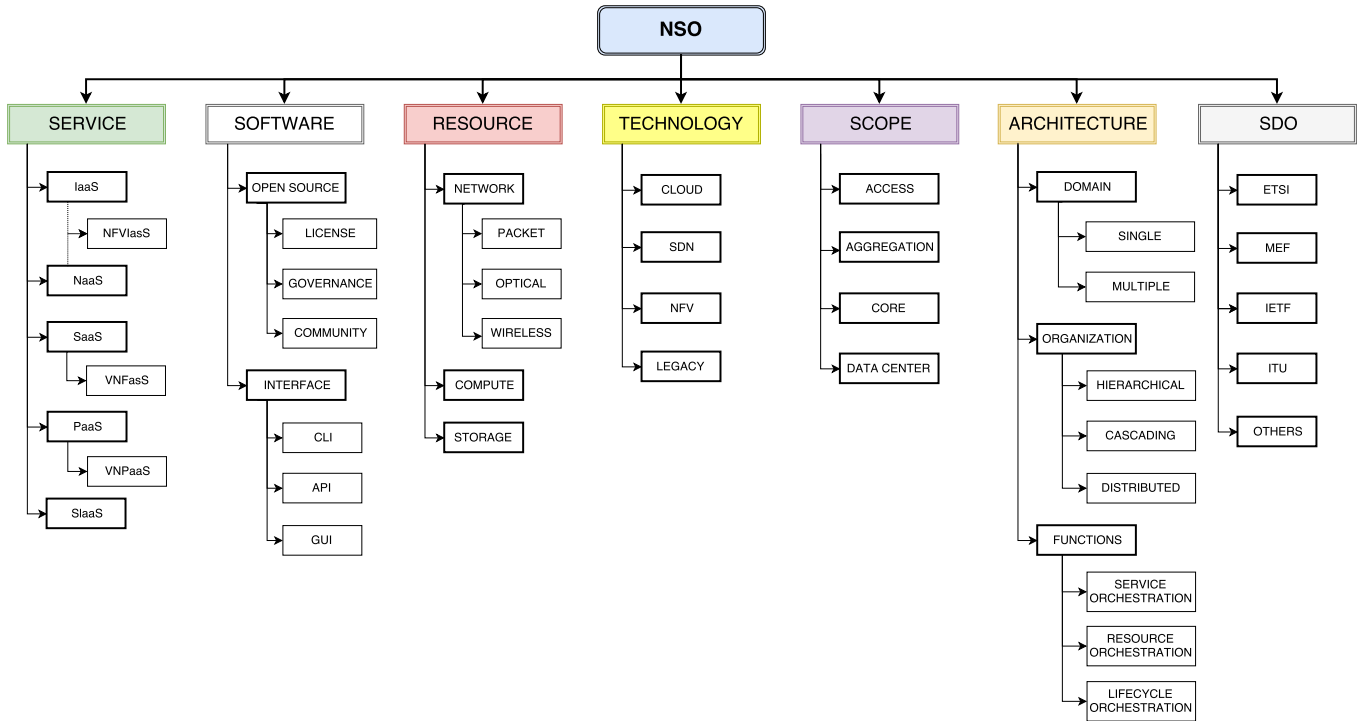 NSO
SERVICE
IaaS
NFVIasS
NaaS
SaaS
VNFasS
PaaS
VNPaaS
SlaaS
SOFTWARE
OPEN SOURCE
LICENSE
GOVERNANCE
COMMUNITY
INTERFACE
CLI
API
GUI
RESOURCE
NETWORK
PACKET
OPTICAL
WIRELESS
COMPUTE
STORAGE
TECHNOLOGY
CLOUD
SDN
NFV
LEGACY
SCOPE
ACCESS
AGGREGATION
CORE
DATA CENTER
ARCHITECTURE
DOMAIN
SINGLE
MULTIPLE
ORGANIZATION
HIERARCHICAL
CASCADING
DISTRIBUTED
FUNCTIONS
SERVICE
ORCHESTRATION
RESOURCE
ORCHESTRATION
LIFECYCLE
ORCHESTRATION
SDO
ETSI
MEF
IETF
ITU
OTHERS